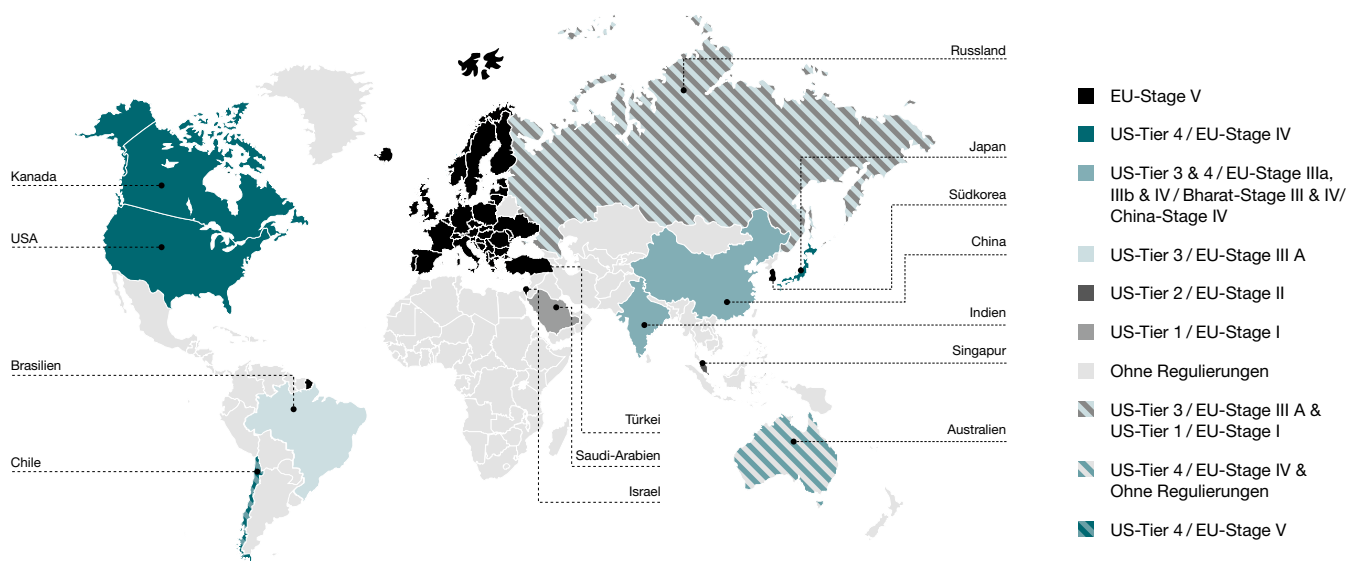 Russland
Japan
Südkorea
China
Indien
Singapur
Australien
Kanada
USA
Brasilien
Chile
Türkei
Saudi-Arabien
Israel
EU-Stage V
US-Tier 4 / EU-Stage IV
US-Tier 3 & 4 / EU-Stage IIIa,
IIIb & IV / Bharat-Stage III & IV/
China-Stage IV
US-Tier 3 / EU-Stage III A
US-Tier 2 / EU-Stage II
US-Tier 1 / EU-Stage I
Ohne Regulierungen
US-Tier 3 / EU-Stage III A &
US-Tier 1 / EU-Stage I
US-Tier 4 / EU-Stage IV &
Ohne Regulierungen
US-Tier 4 / EU-Stage V